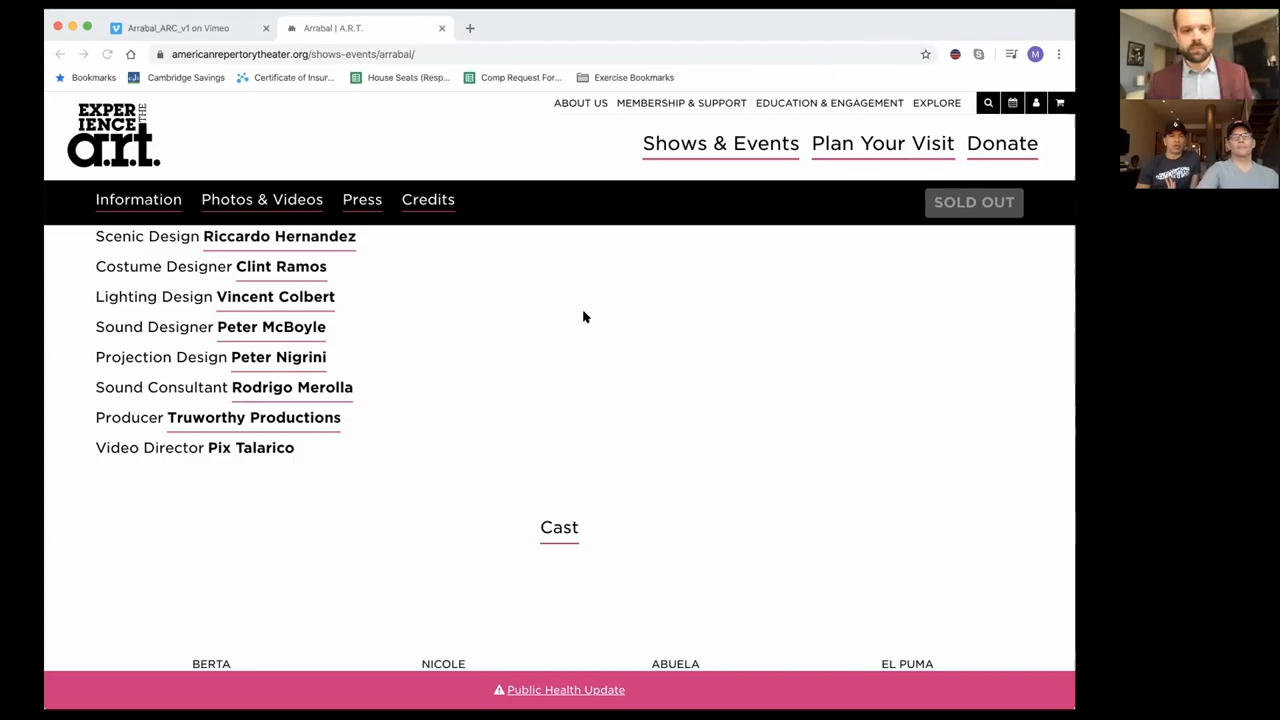 Arrabal_ARC_v1 on Vimeo
Arrabal | A.R.T.
americanrepertorytheater.org/shows-events/arrabal/
M
Bookmarks
Cambridge Savings
Certificate of Insur...
House Seats (Resp...
Comp Request For...
Exercise Bookmarks
EXPERIENCE THE a.r.t.
ABOUT US
MEMBERSHIP & SUPPORT
EDUCATION & ENGAGEMENT
EXPLORE
Shows & Events
Plan Your Visit
Donate
Information
Photos & Videos
Press
Credits
SOLD OUT
Scenic Design Riccardo Hernandez
Costume Designer Clint Ramos
Lighting Design Vincent Colbert
Sound Designer Peter McBoyle
Projection Design Peter Nigrini
Sound Consultant Rodrigo Merolla
Producer Truworthy Productions
Video Director Pix Talarico
Cast
BERTA
NICOLE
ABUELA
EL PUMA
Public Health Update